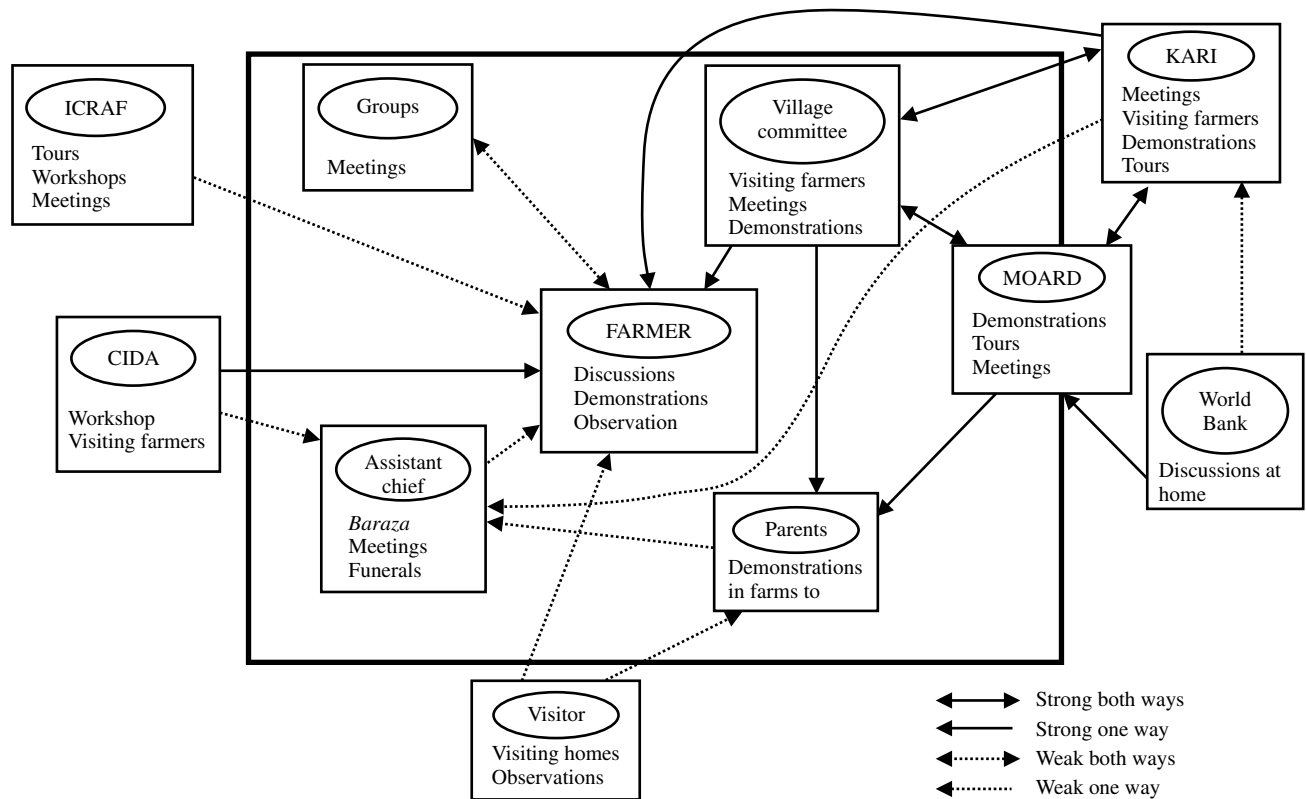 ICRAF
Tours
Workshops
Meetings
Groups
Meetings
Village
committee
Visiting farmers
Meetings
Demonstrations
KARI
Meetings
Visiting farmers
Demonstrations
Tours
CIDA
Workshop
Visiting farmers
FARMER
Discussions
Demonstrations
Observation
MOARD
Demonstrations
Tours
Meetings
World
Bank
Discussions at
home
Assistant
chief
Baraza
Meetings
Funerals
Parents
Demonstrations
in farms to
Visitor
Visiting homes
Observations
Strong both ways
Strong one way
Weak both ways
Weak one way